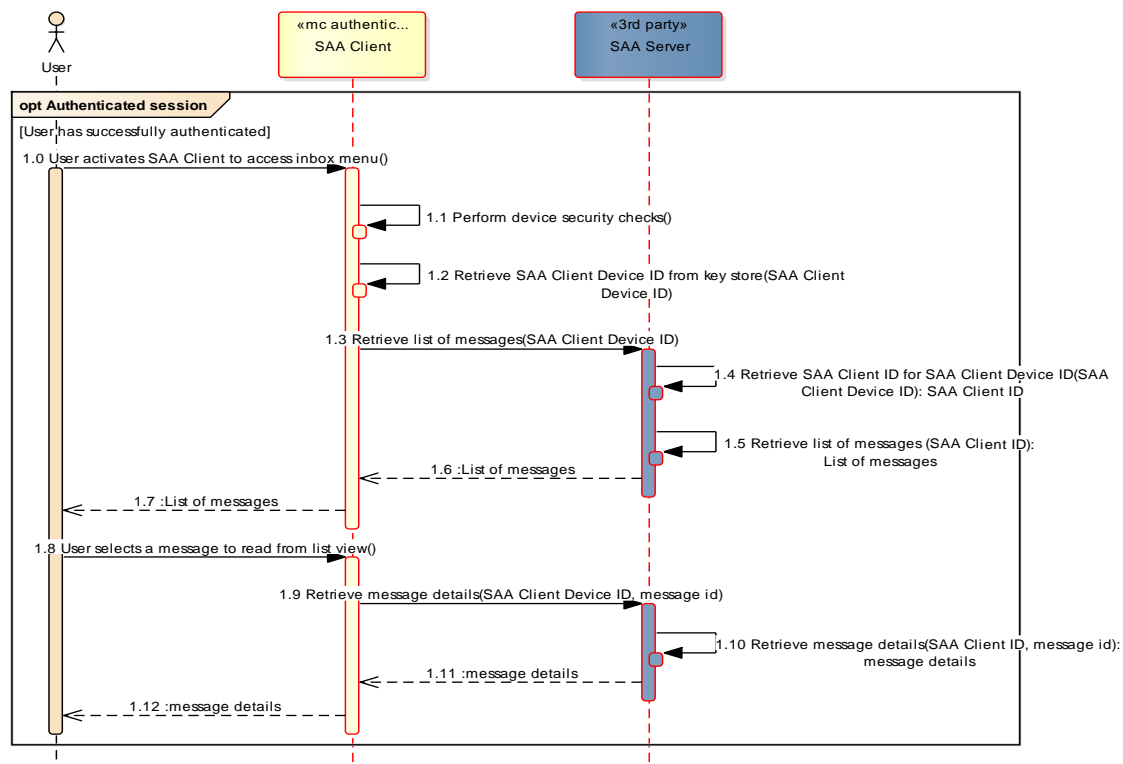 «mc authentic...
SAA Client
«3rd party»
SAA Server
User
opt Authenticated session
[User has successfully authenticated]
1.0 User activates SAA Client to access inbox menu()
1.1 Perform device security checks()
1.2 Retrieve SAA Client Device ID from key store(SAA Client
Device ID)
1.3 Retrieve list of messages(SAA Client Device ID)
1.4 Retrieve SAA Client ID for SAA Client Device ID(SAA
Client Device ID): SAA Client ID
1.5 Retrieve list of messages (SAA Client ID):
List of messages
1.6 :List of messages
1.7 :List of messages
1.8 User selects a message to read from list view()
1.9 Retrieve message details(SAA Client Device ID, message id)
1.10 Retrieve message details(SAA Client ID, message id):
message details
1.11 :message details
1.12 :message details